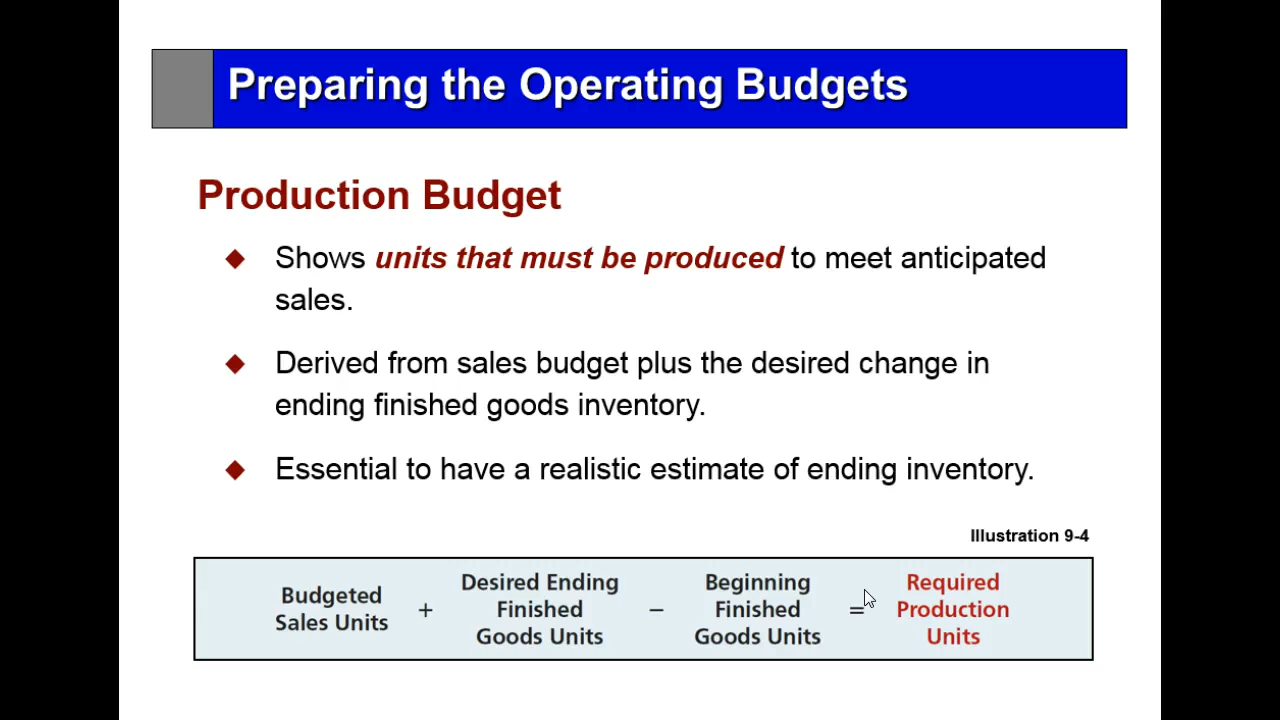 Preparing the Operating Budgets
Production Budget
Shows units that must be produced to meet anticipated
sales.
Derived from sales budget plus the desired change in
ending finished goods inventory.
Essential to have a realistic estimate of ending inventory.
Illustration 9-4
Budgeted
Sales Units
+
Desired Ending
Finished
Goods Units
−
Beginning
Finished
Goods Units
=
Required
Production
Units